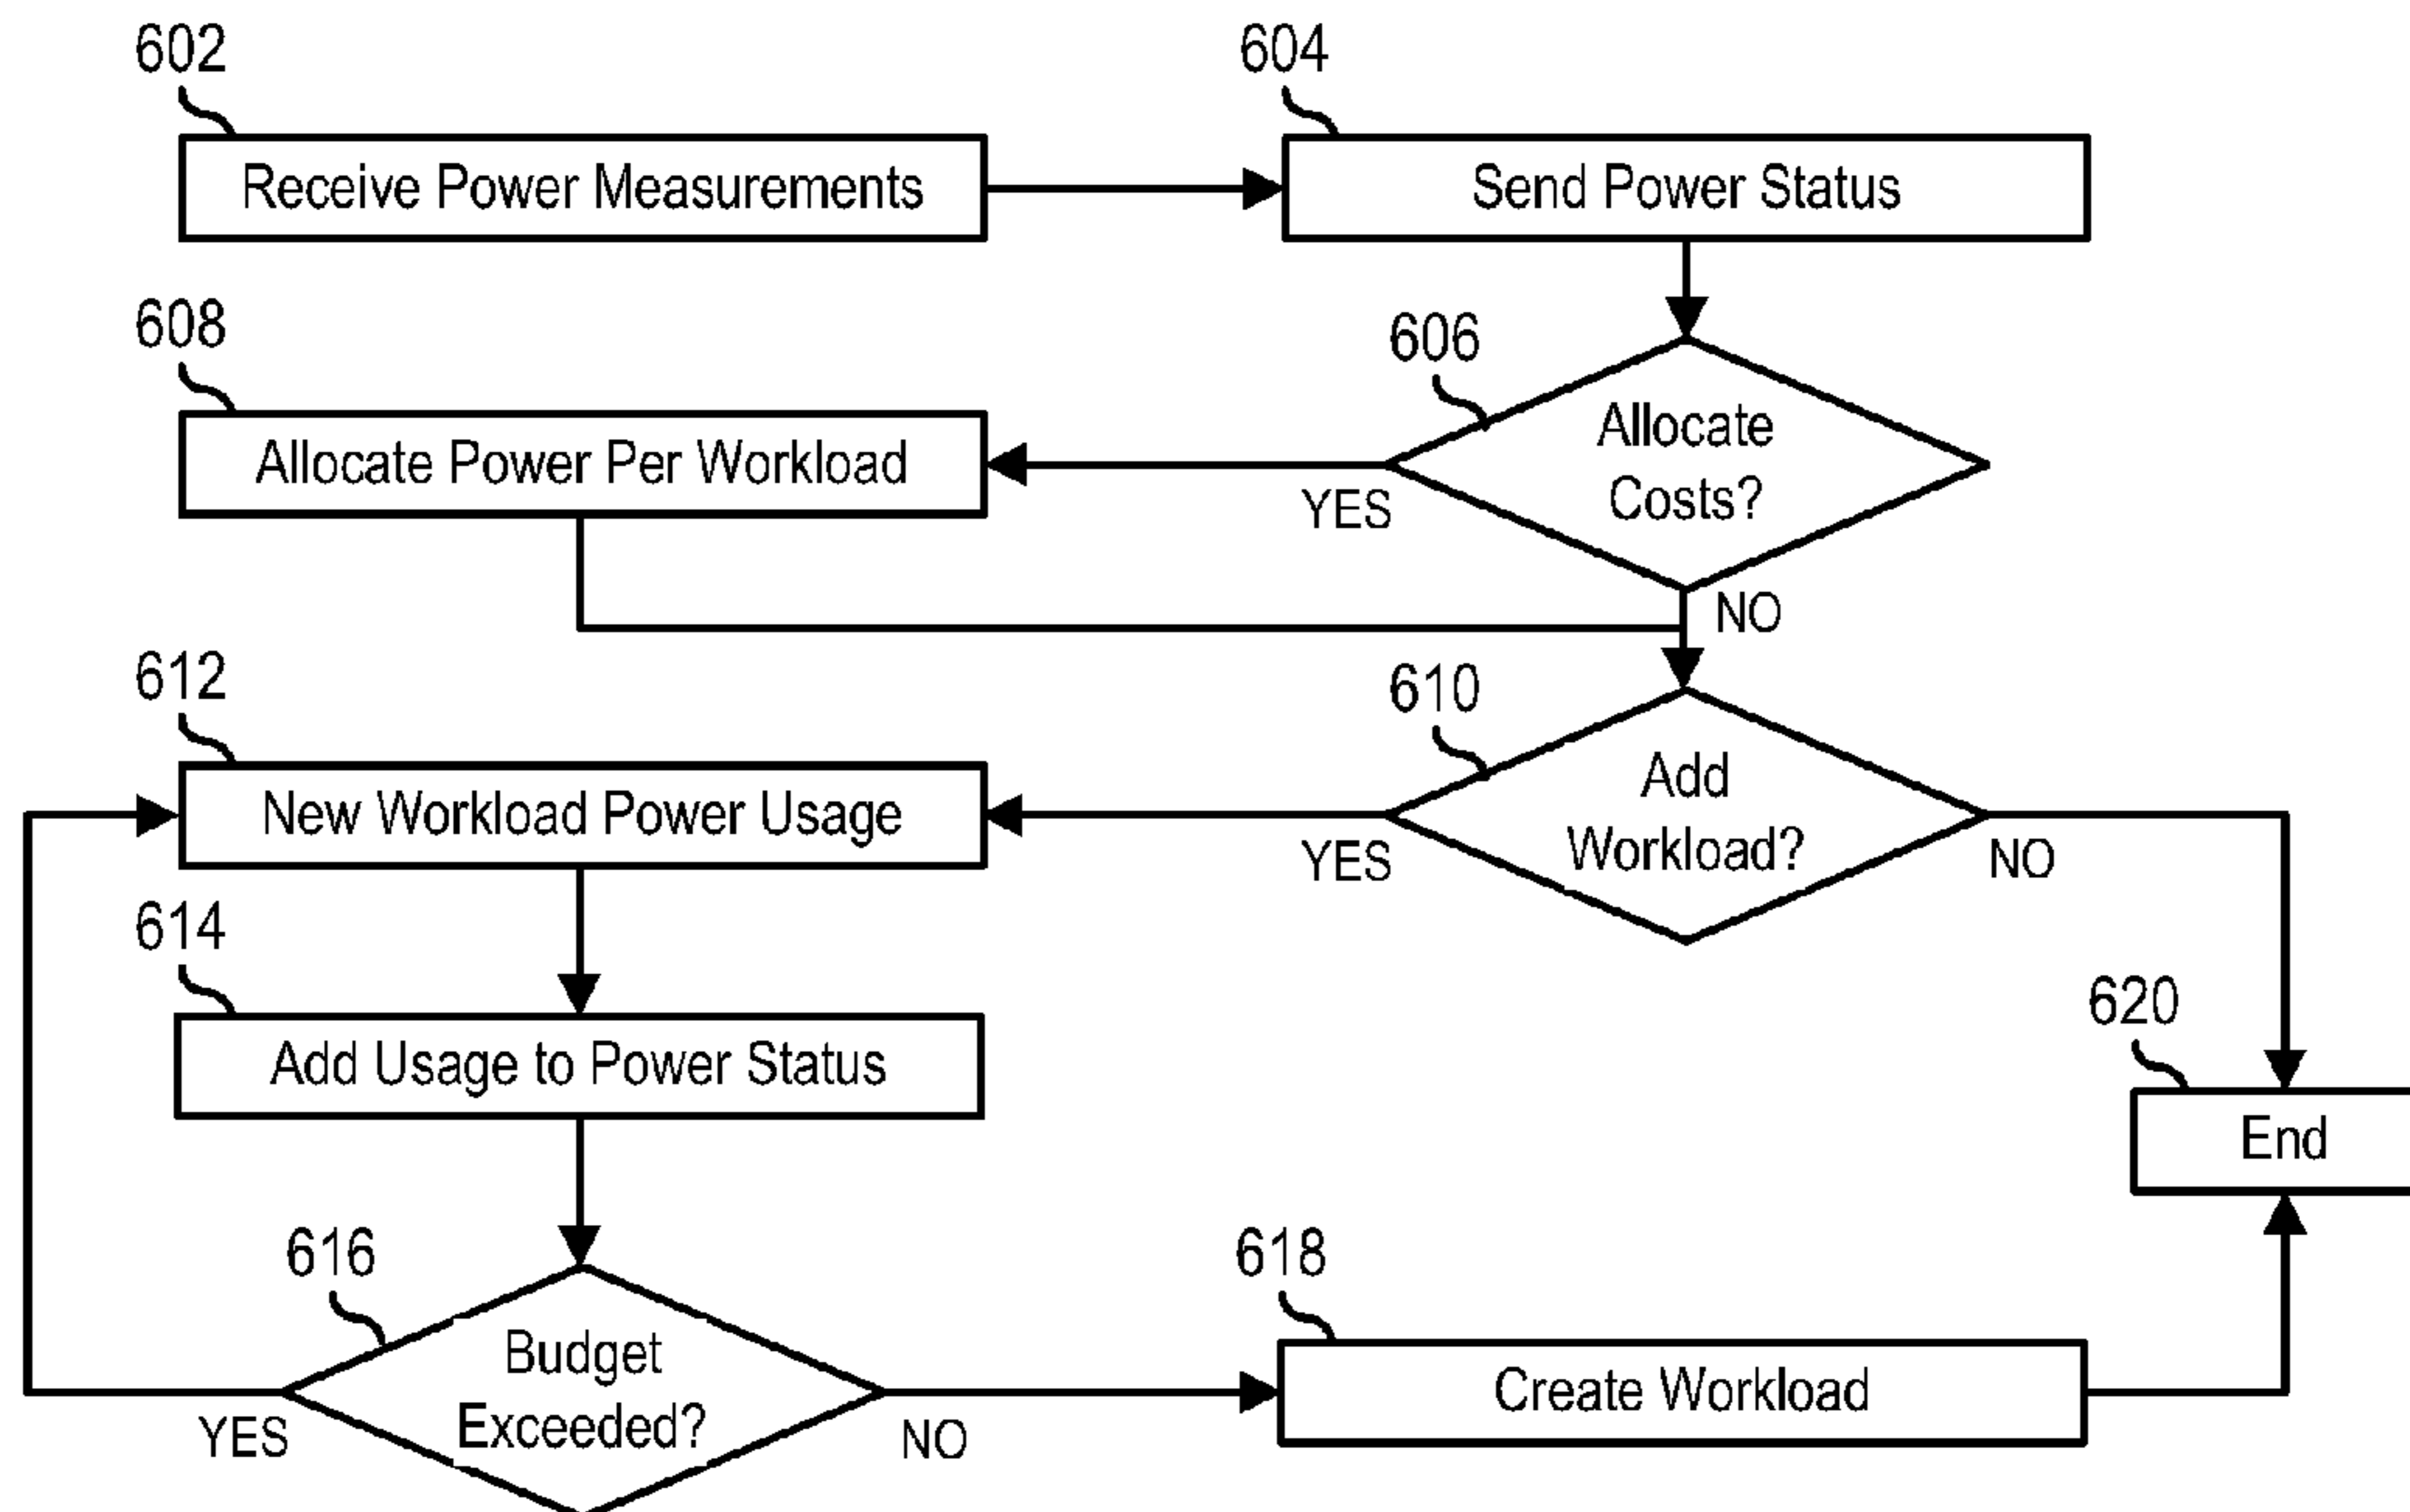 602
604
Receive Power Measurements
Send Power Status
608
606
Allocate Power Per Workload
Allocate
Costs?
YES
NO
612
610
New Workload Power Usage
Add
Workload?
YES
NO
614
Add Usage to Power Status
620
End
616
618
Budget
Exceeded?
Create Workload
YES
NO